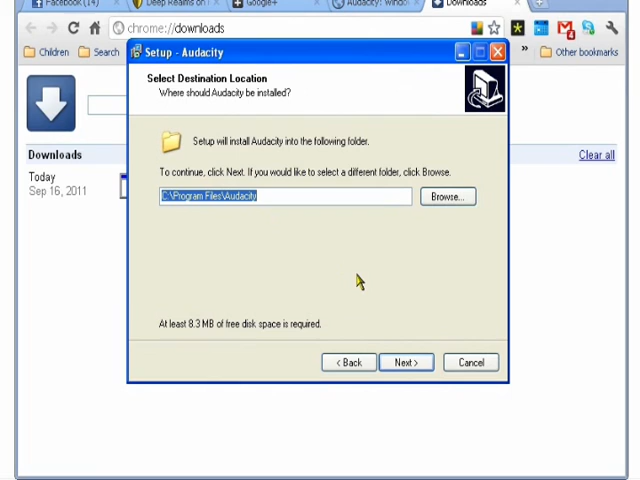 Facebook (14)
Deep Realms on
Google+
Audacity: Windo
Downloads
chrome://downloads
Children
Search
»
Other bookmarks
Setup - Audacity
Select Destination Location
Where should Audacity be installed?
Setup will install Audacity into the following folder.
Downloads
Clear all
To continue, click Next. If you would like to select a different folder, click Browse.
Today
Sep 16, 2011
C:\Program Files\Audacity
Browse...
At least 8.3 MB of free disk space is required.
< Back
Next >
Cancel